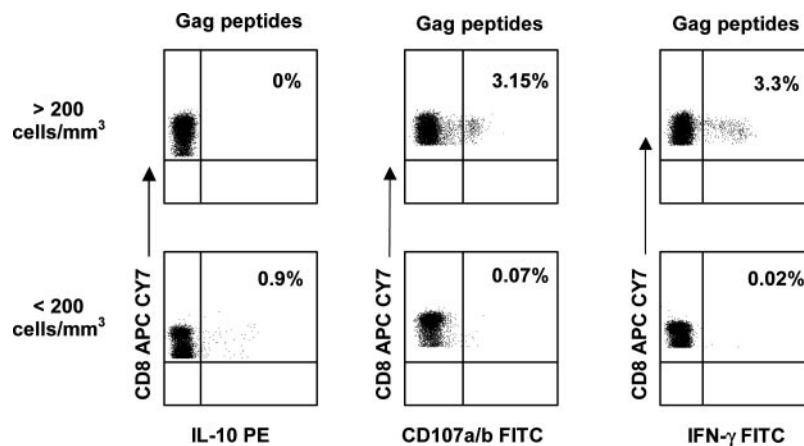 Gag peptides Gag peptides Gag peptides
> 200
cells/mm³
0% 3.15% 3.3%
CD8 APC CY7 CD8 APC CY7 CD8 APC CY7
< 200
cells/mm³
0.9% 0.07% 0.02%
IL-10 PE CD107a/b FITC IFN-γ FITC